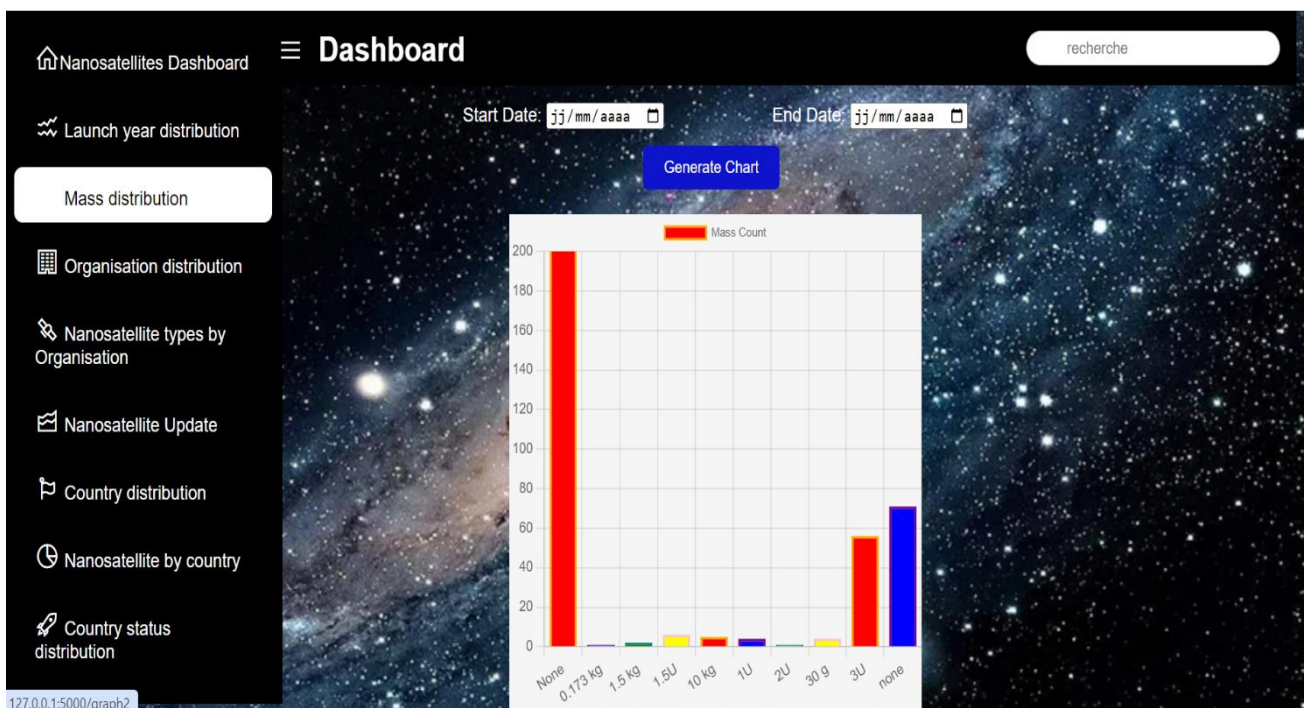 Nanosatellites Dashboard
Launch year distribution
Mass distribution
Organisation distribution
Nanosatellite types by
Organisation
Nanosatellite Update
Country distribution
Nanosatellite by country
Country status
distribution
127.0.0.1:5000/graph2
Dashboard
recherche
Start Date: jj/mm/aaaa End Date: jj/mm/aaaa
Generate Chart
Mass Count
200
180
160
140
120
100
80
60
40
20
0
None 0.173 kg 1.5 kg 1.5U 10 kg 1U 2U 30 g 3U none